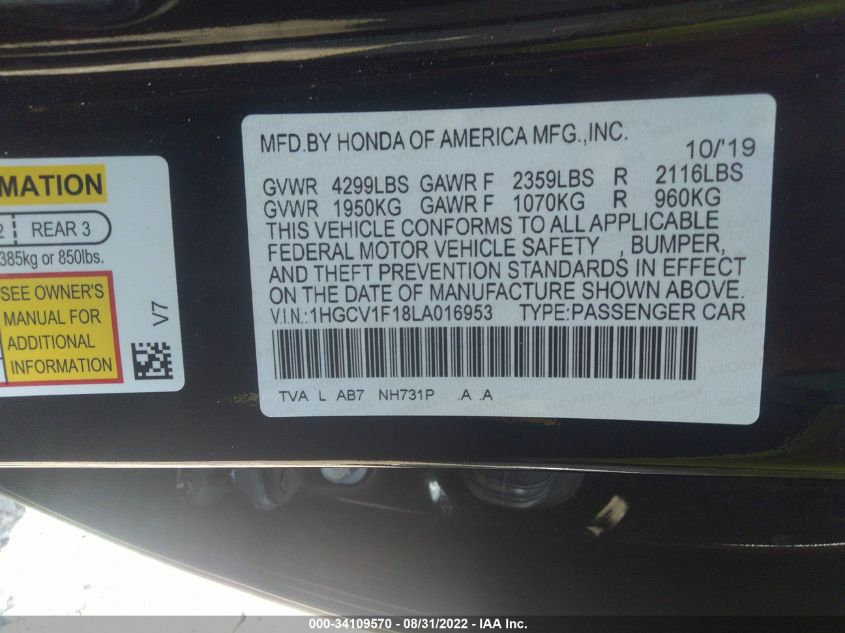 MFD.BY HONDA OF AMERICA MFG.,INC.
10/'19
GVWR 4299LBS GAWR F 2359LBS R 2116LBS
GVWR 1950KG GAWR F 1070KG R 960KG
THIS VEHICLE CONFORMS TO ALL APPLICABLE
FEDERAL MOTOR VEHICLE SAFETY , BUMPER,
AND THEFT PREVENTION STANDARDS IN EFFECT
ON THE DATE OF MANUFACTURE SHOWN ABOVE.
V.I.N.:1HGCV1F18LA016953 TYPE:PASSENGER CAR
TVA L AB7 NH731P .A .A
MATION
2 REAR 3
385kg or 850lbs.
SEE OWNER'S
MANUAL FOR
ADDITIONAL
INFORMATION
V7
000-34109570 - 08/31/2022 - IAA Inc.